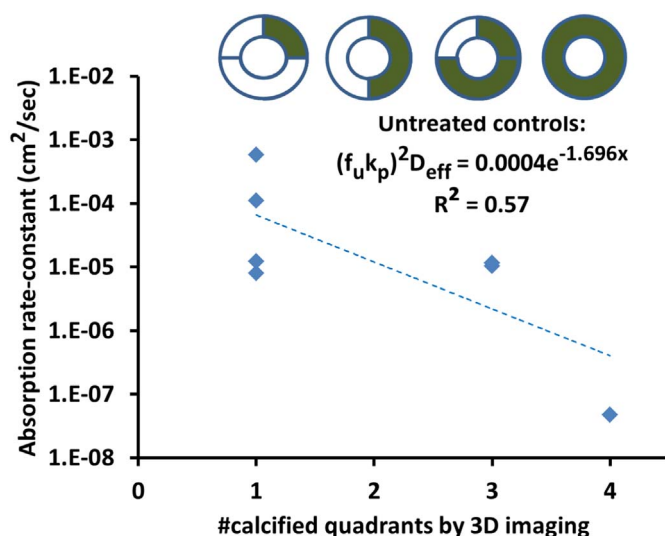 1.E-02
1.E-03
1.E-04
1.E-05
1.E-06
1.E-07
1.E-08
Absorption rate-constant (cm²/sec)
Untreated controls:
(fᵤkₚ)²D_eff = 0.0004e^-1.696x
R² = 0.57
0 1 2 3 4
#calcified quadrants by 3D imaging